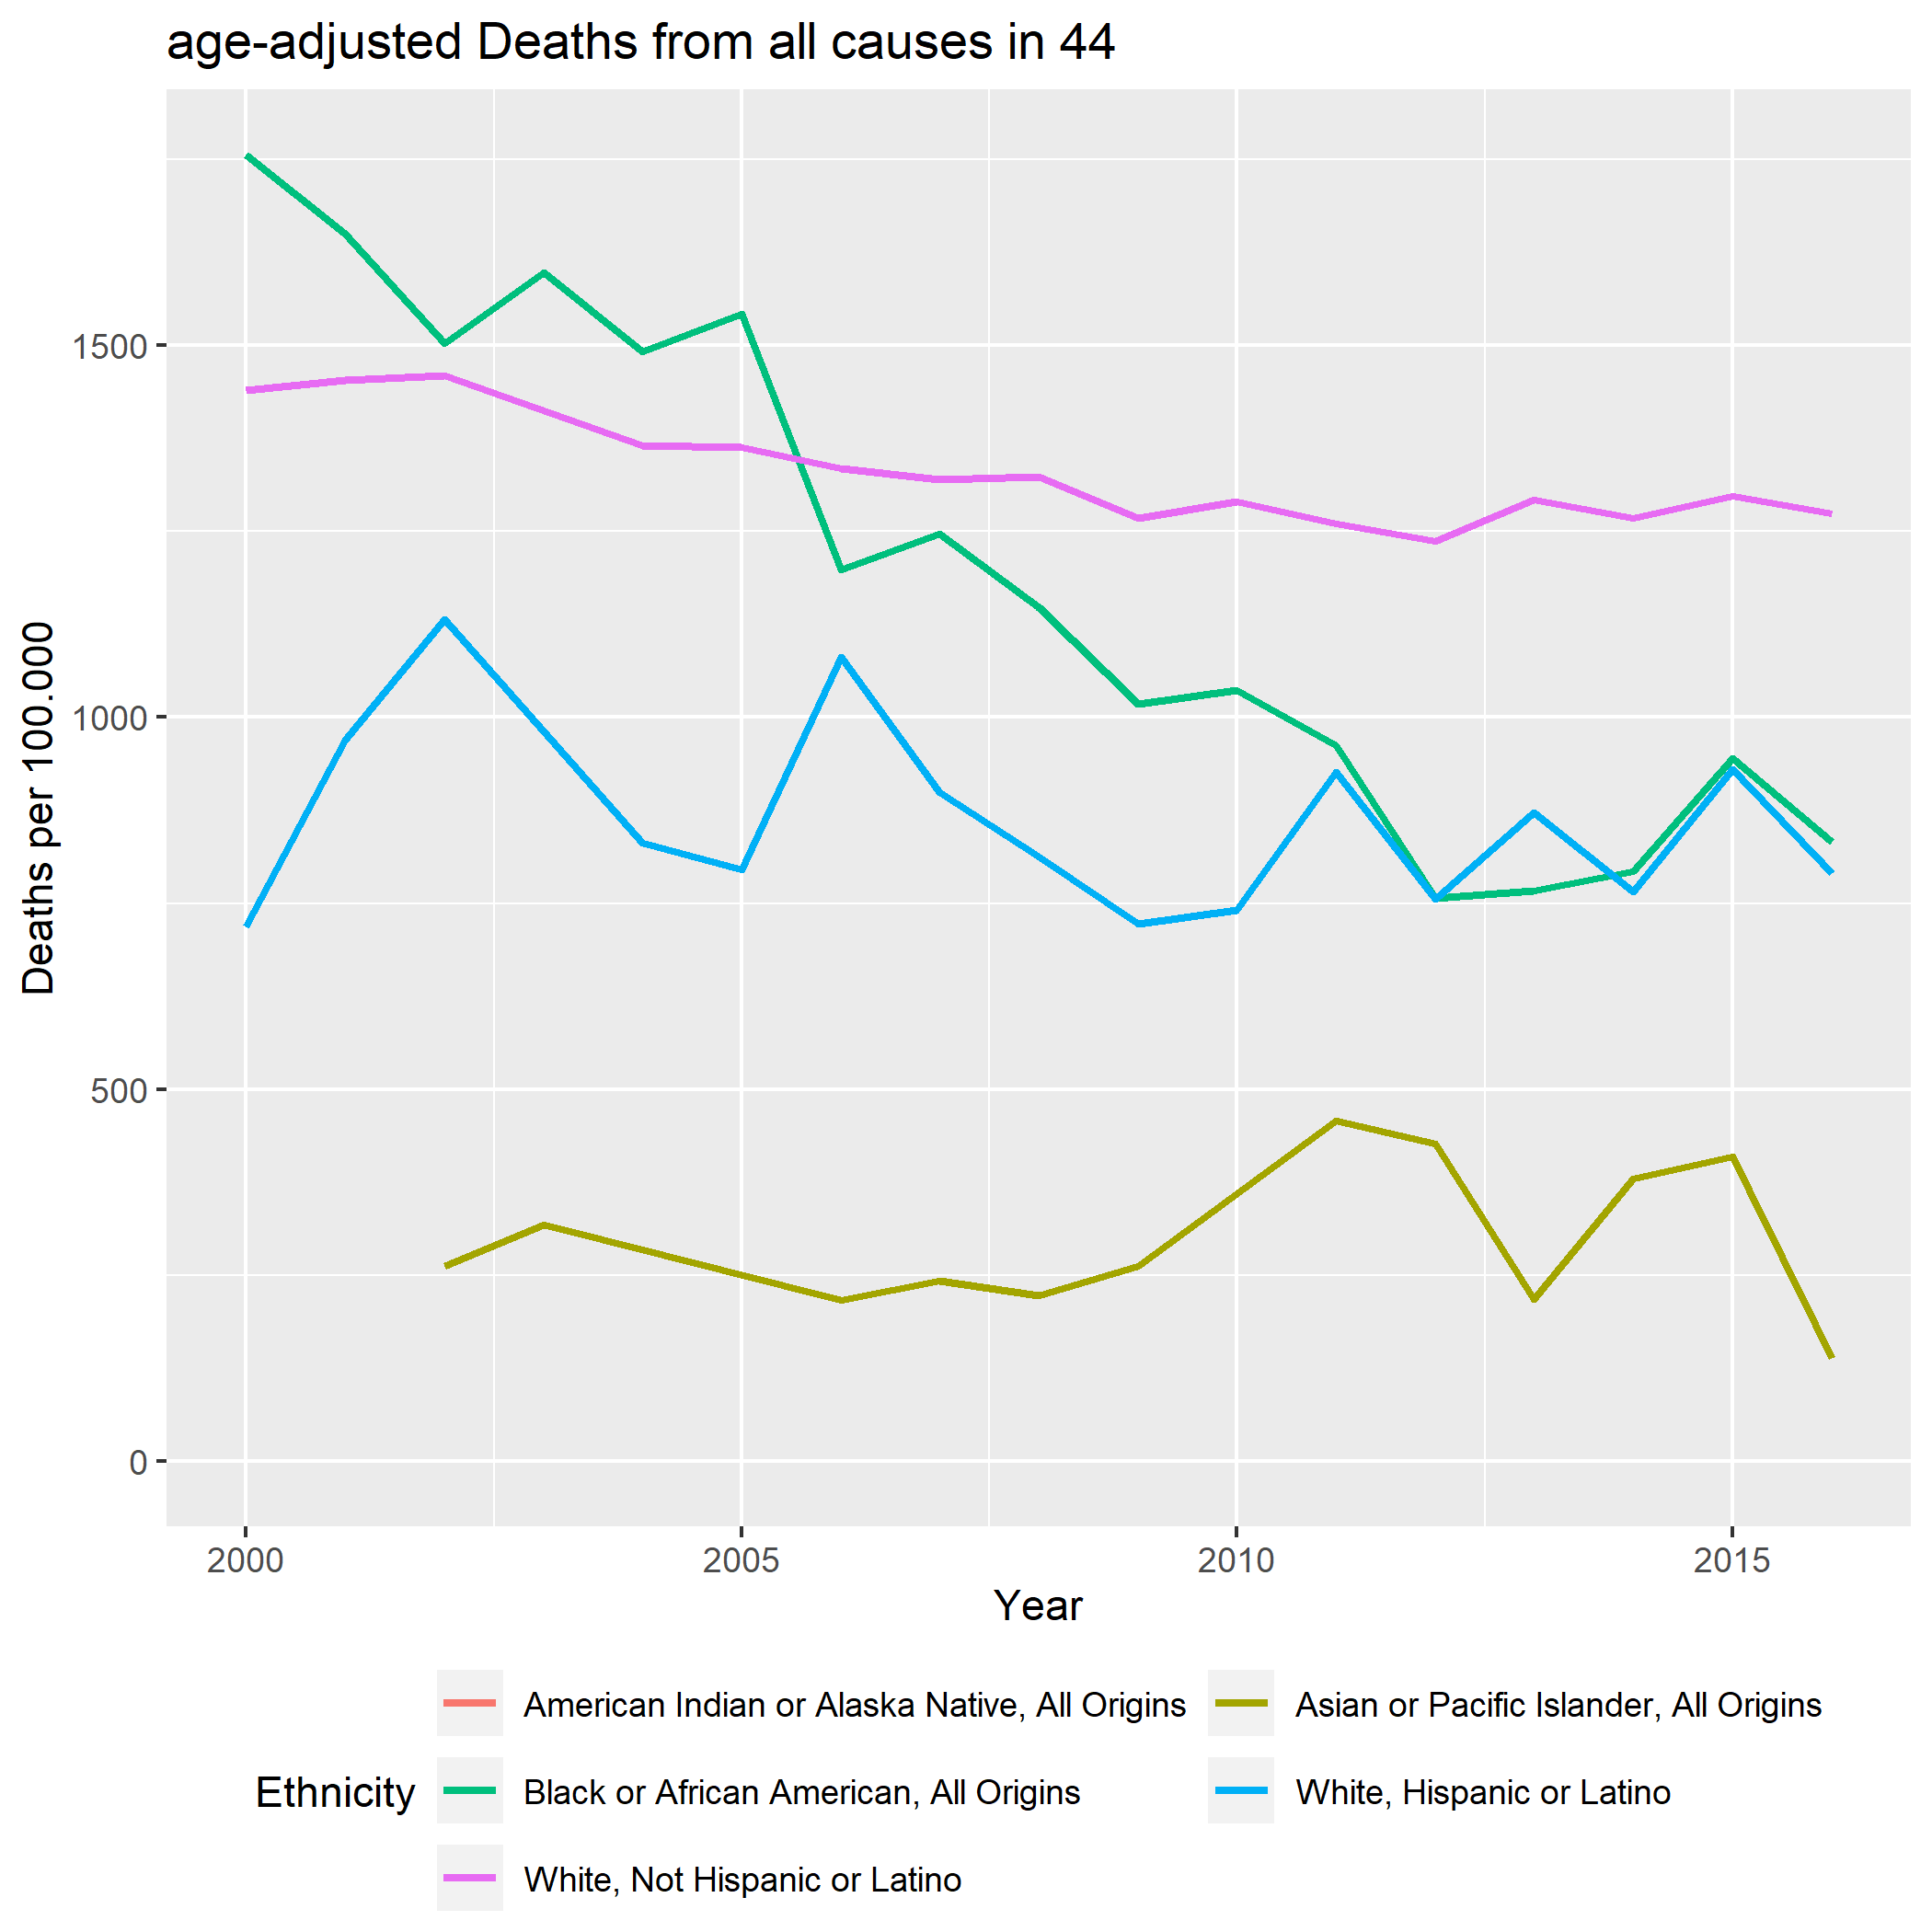 age-adjusted Deaths from all causes in 44
Deaths per 100.000
1500
1000
500
0
2000 2005 2010 2015
Year
Ethnicity
American Indian or Alaska Native, All Origins
Asian or Pacific Islander, All Origins
Black or African American, All Origins
White, Hispanic or Latino
White, Not Hispanic or Latino